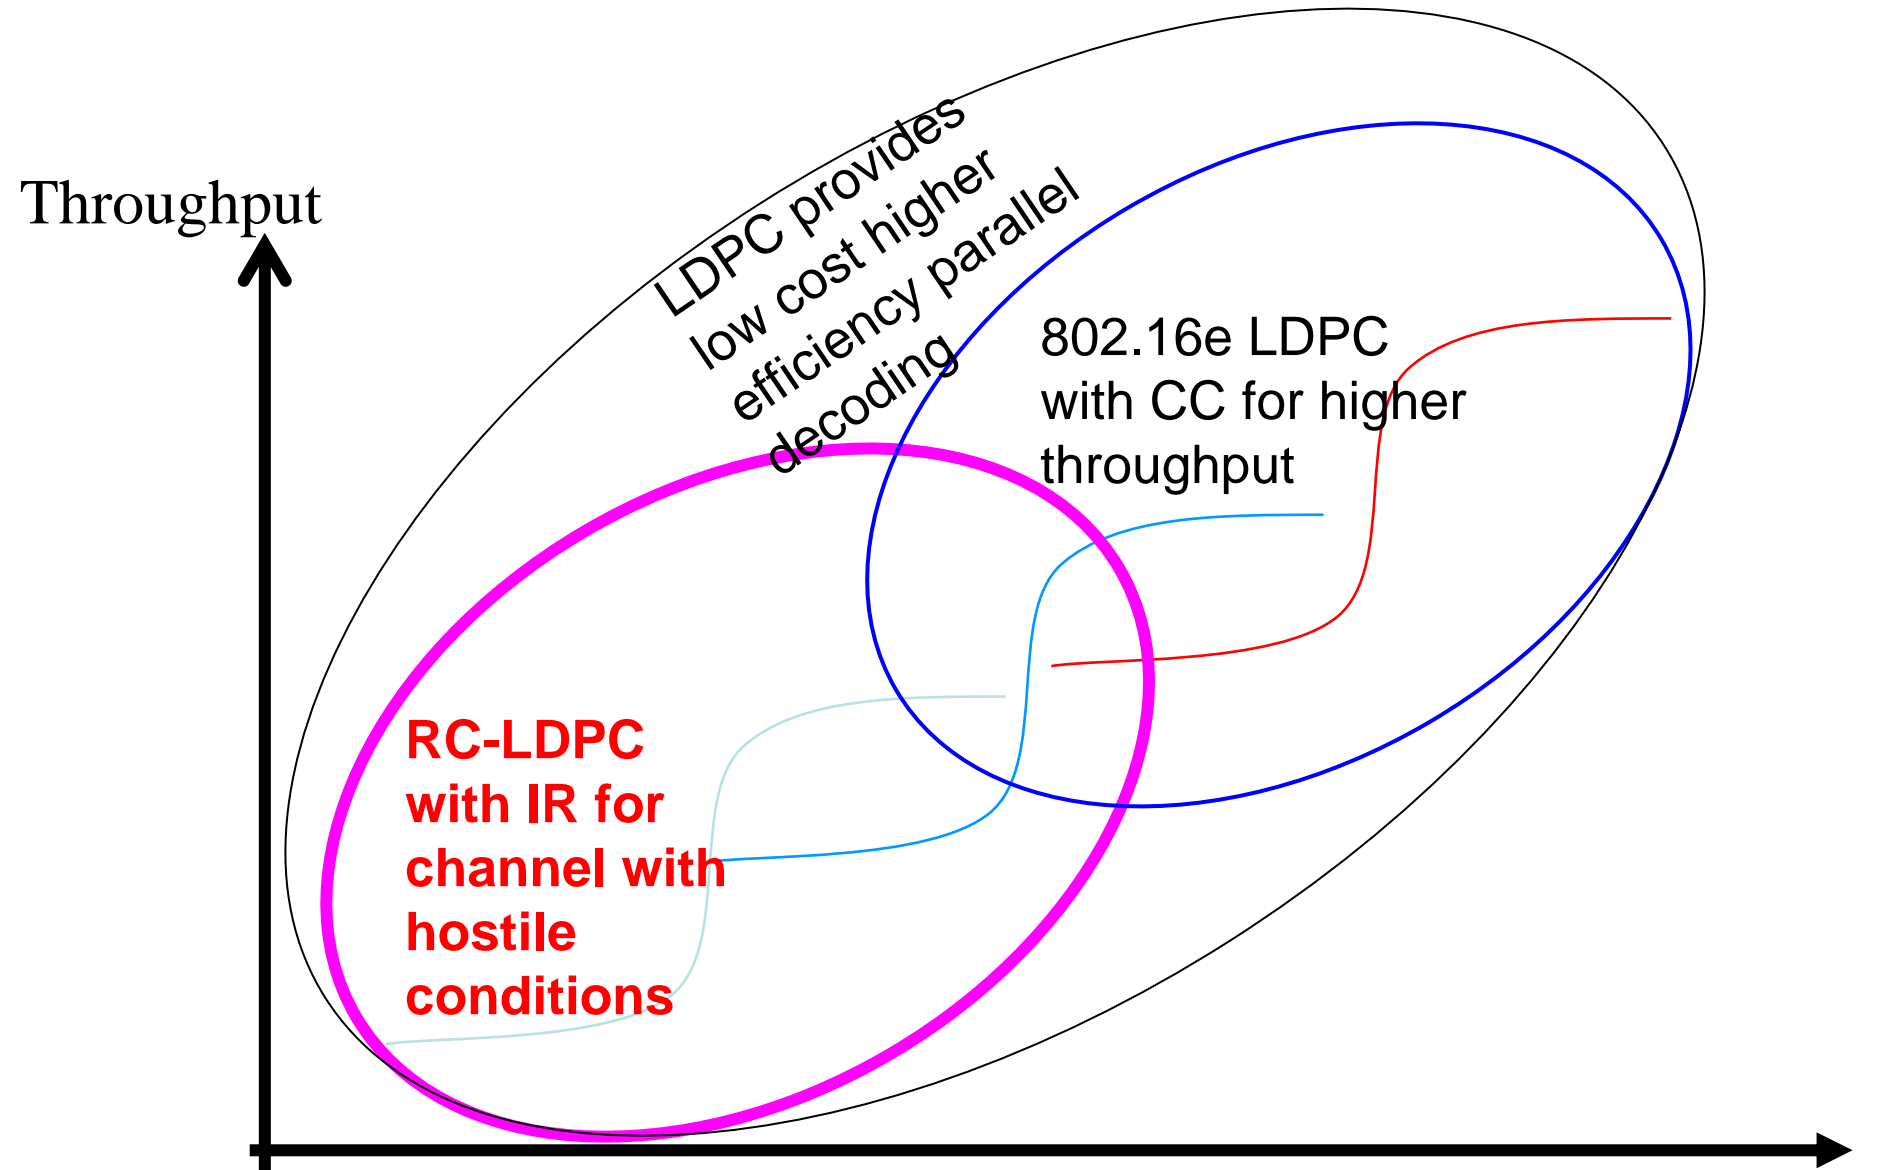 Throughput
LDPC provides
low cost higher
efficiency parallel
decoding
802.16e LDPC
with CC for higher
throughput
RC-LDPC
with IR for
channel with
hostile
conditions